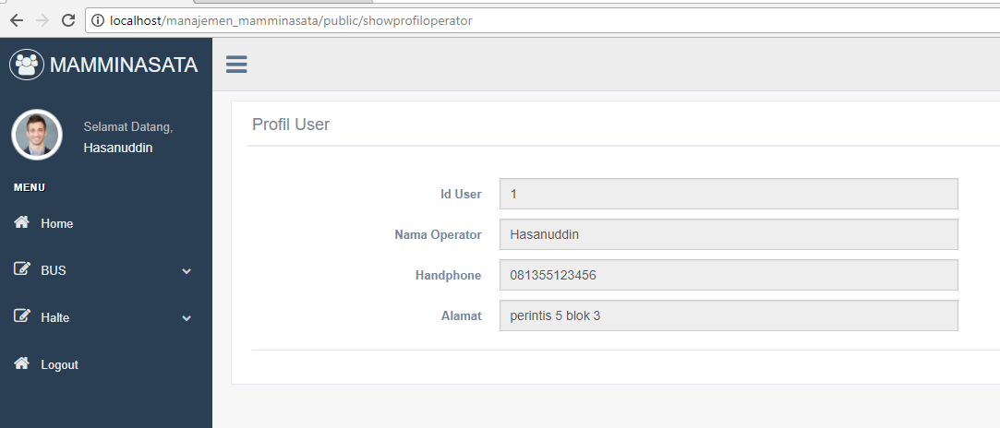 localhost/manajemen_mamminasata/public/showprofiloperator
MAMMINASATA
Selamat Datang,
Hasanuddin
MENU
Home
BUS
Halte
Logout
Profil User
Id User 1
Nama Operator Hasanuddin
Handphone 081355123456
Alamat perintis 5 blok 3